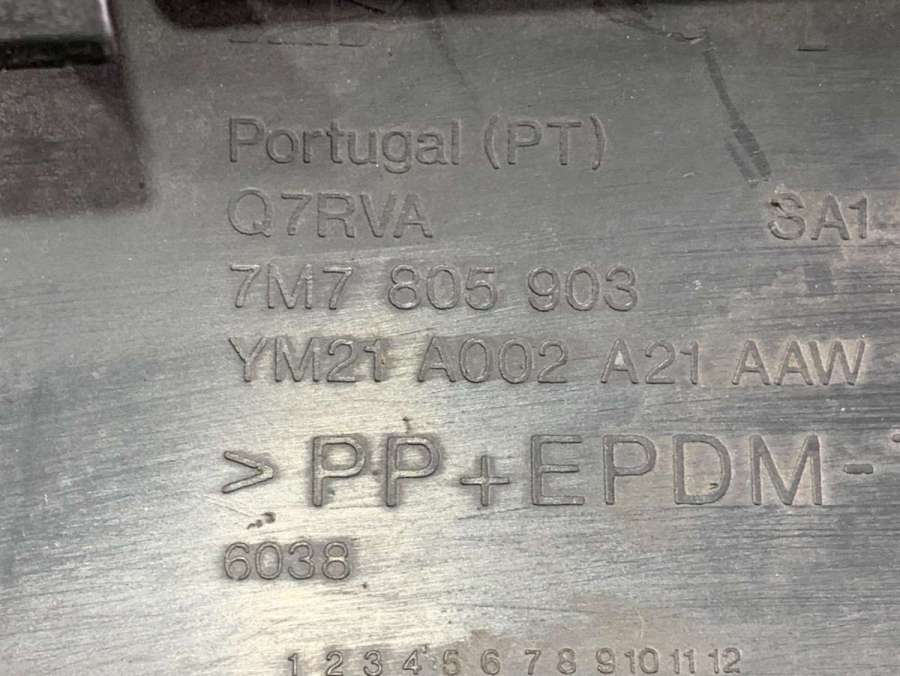 Portugal (PT)
Q7RVA SA1
7M7 805 903
YM21 A002 A21 AAW
> PP+EPDM-
6038
1 2 3 4 5 6 7 8 9 10 11 12